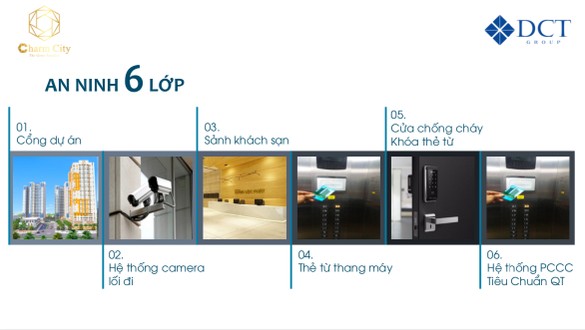 Charm City
DCT
GROUP
AN NINH 6 LỚP
01.
Cổng dự án
03.
Sảnh khách sạn
05.
Cửa chống cháy
Khóa thẻ từ
02.
Hệ thống camera
lối đi
04.
Thẻ từ thang máy
06.
Hệ thống PCCC
Tiêu Chuẩn QT